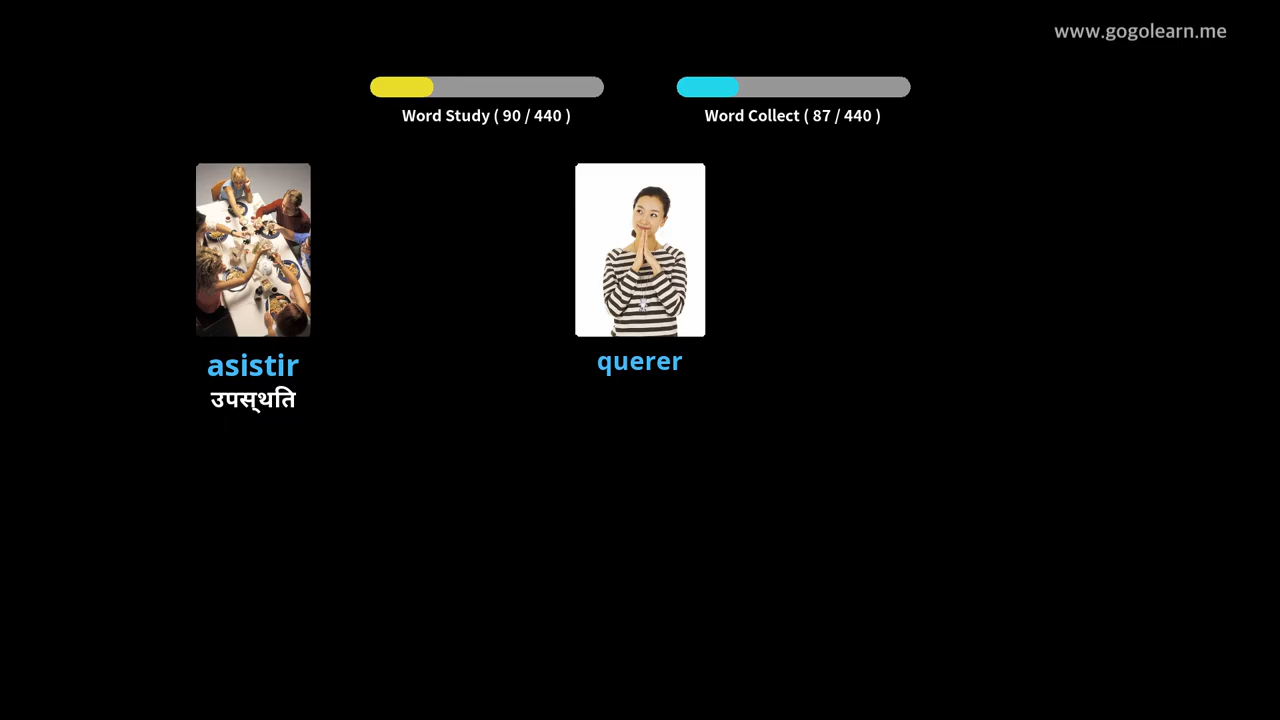 www.gogolearn.me
Word Study ( 90 / 440 )
Word Collect ( 87 / 440 )
asistir
उपस्थति
querer